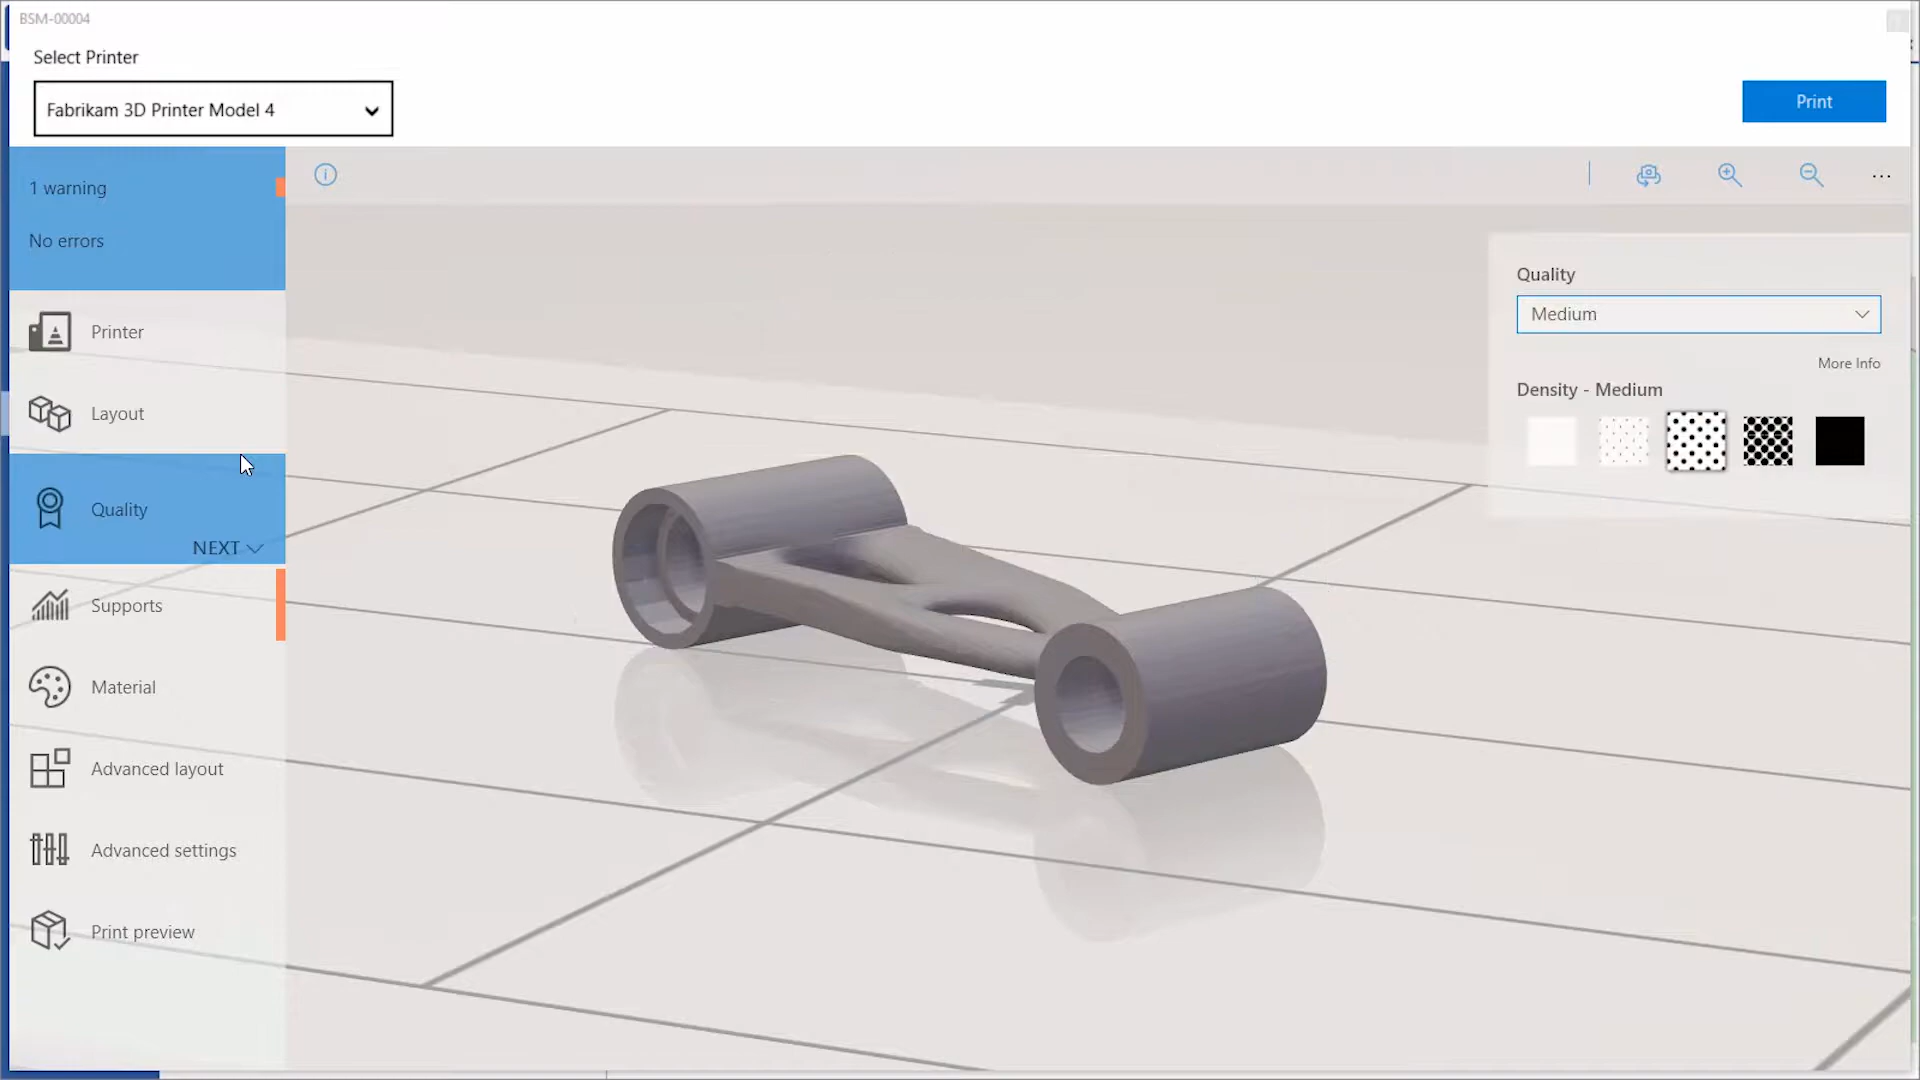 BSM-00004
Select Printer
Fabrikam 3D Printer Model 4
Print
1 warning
No errors
Printer
Layout
Quality
NEXT
Supports
Material
Advanced layout
Advanced settings
Print preview
Quality
Medium
More Info
Density - Medium